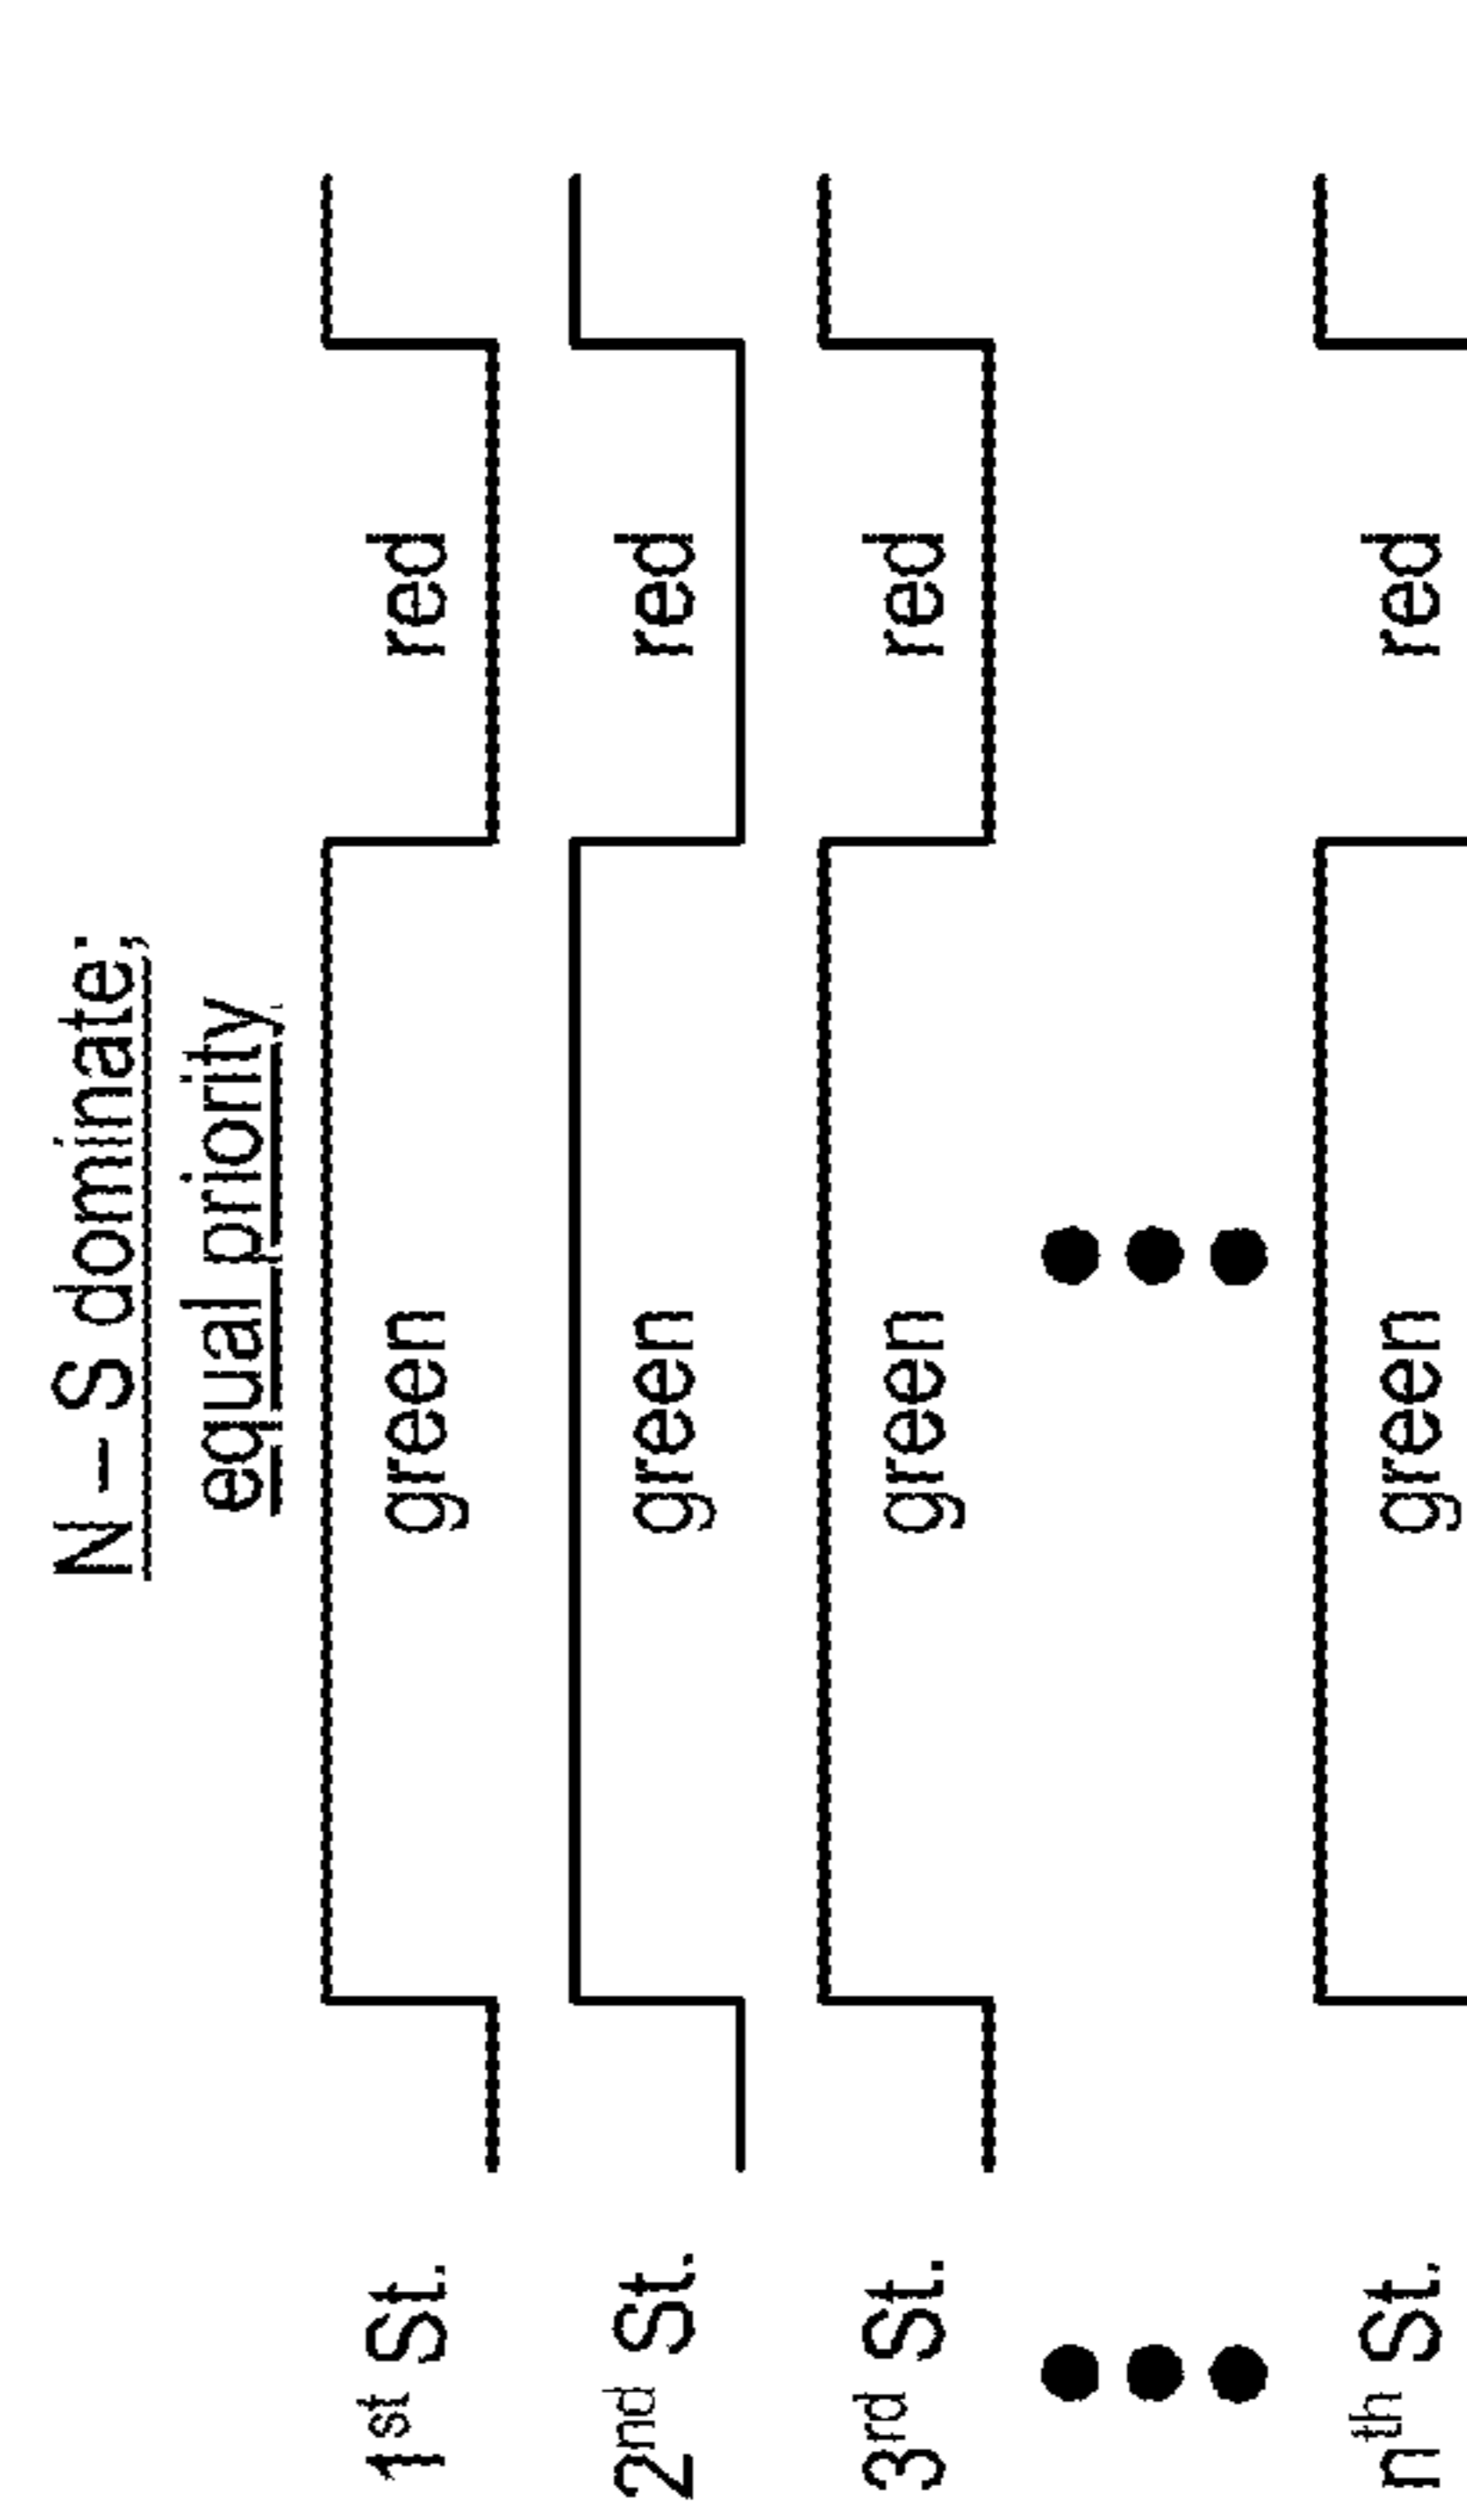 N – S dominate;
equal priority
1st St. green red
2nd St. green red
3rd St. green red
nth St. green red